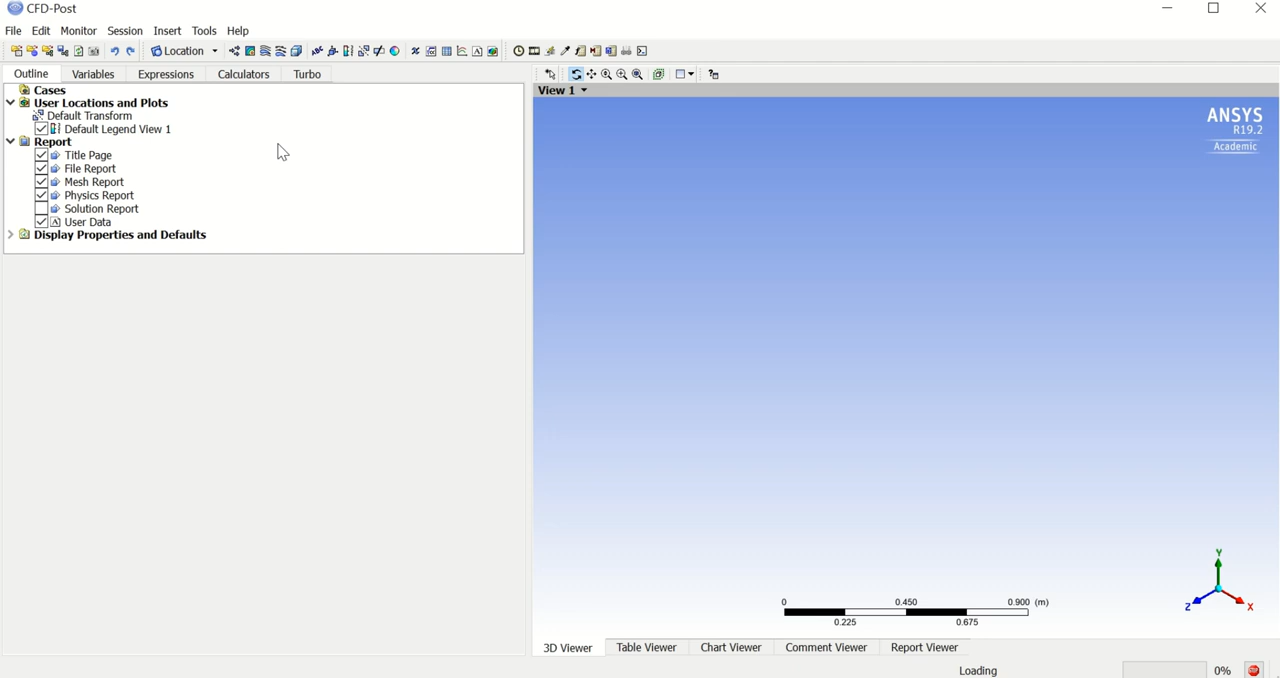 CFD-Post
File Edit Monitor Session Insert Tools Help
Location
Outline Variables Expressions Calculators Turbo
Cases
User Locations and Plots
Default Transform
Default Legend View 1
Report
Title Page
File Report
Mesh Report
Physics Report
Solution Report
A User Data
Display Properties and Defaults
View 1
ANSYS
R19.2
Academic
Y
Z X
0 0.450 0.900 (m)
0.225 0.675
3D Viewer Table Viewer Chart Viewer Comment Viewer Report Viewer
Loading 0%